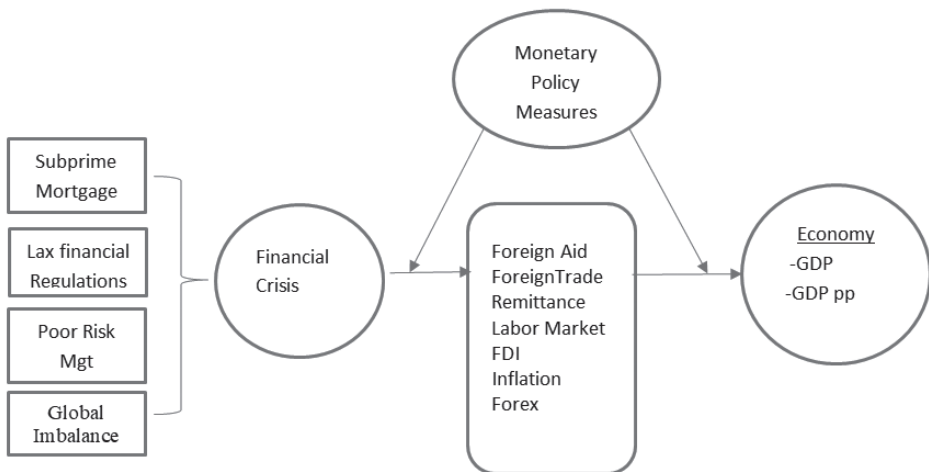 Monetary
Policy
Measures
Subprime
Mortgage
Lax financial
Regulations
Poor Risk
Mgt
Global
Imbalance
Financial
Crisis
Foreign Aid
ForeignTrade
Remittance
Labor Market
FDI
Inflation
Forex
Economy
-GDP
-GDP pp